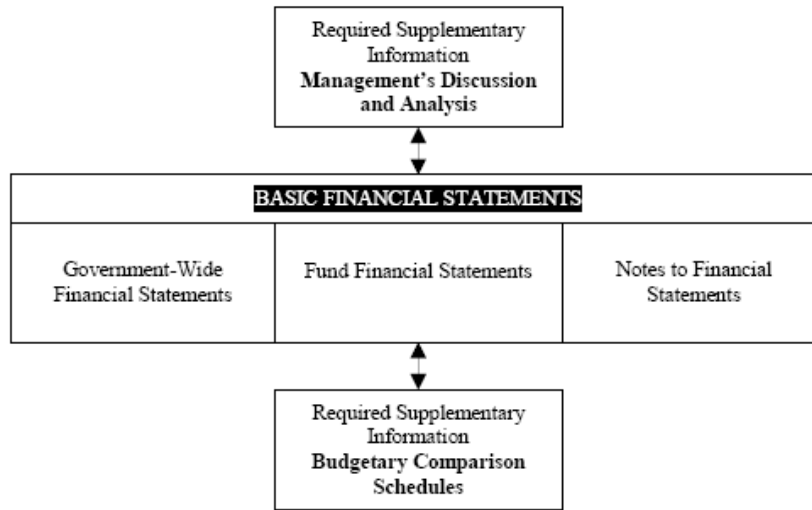 Required Supplementary
Information
Management's Discussion
and Analysis
BASIC FINANCIAL STATEMENTS
Government-Wide
Financial Statements
Fund Financial Statements
Notes to Financial
Statements
Required Supplementary
Information
Budgetary Comparison
Schedules